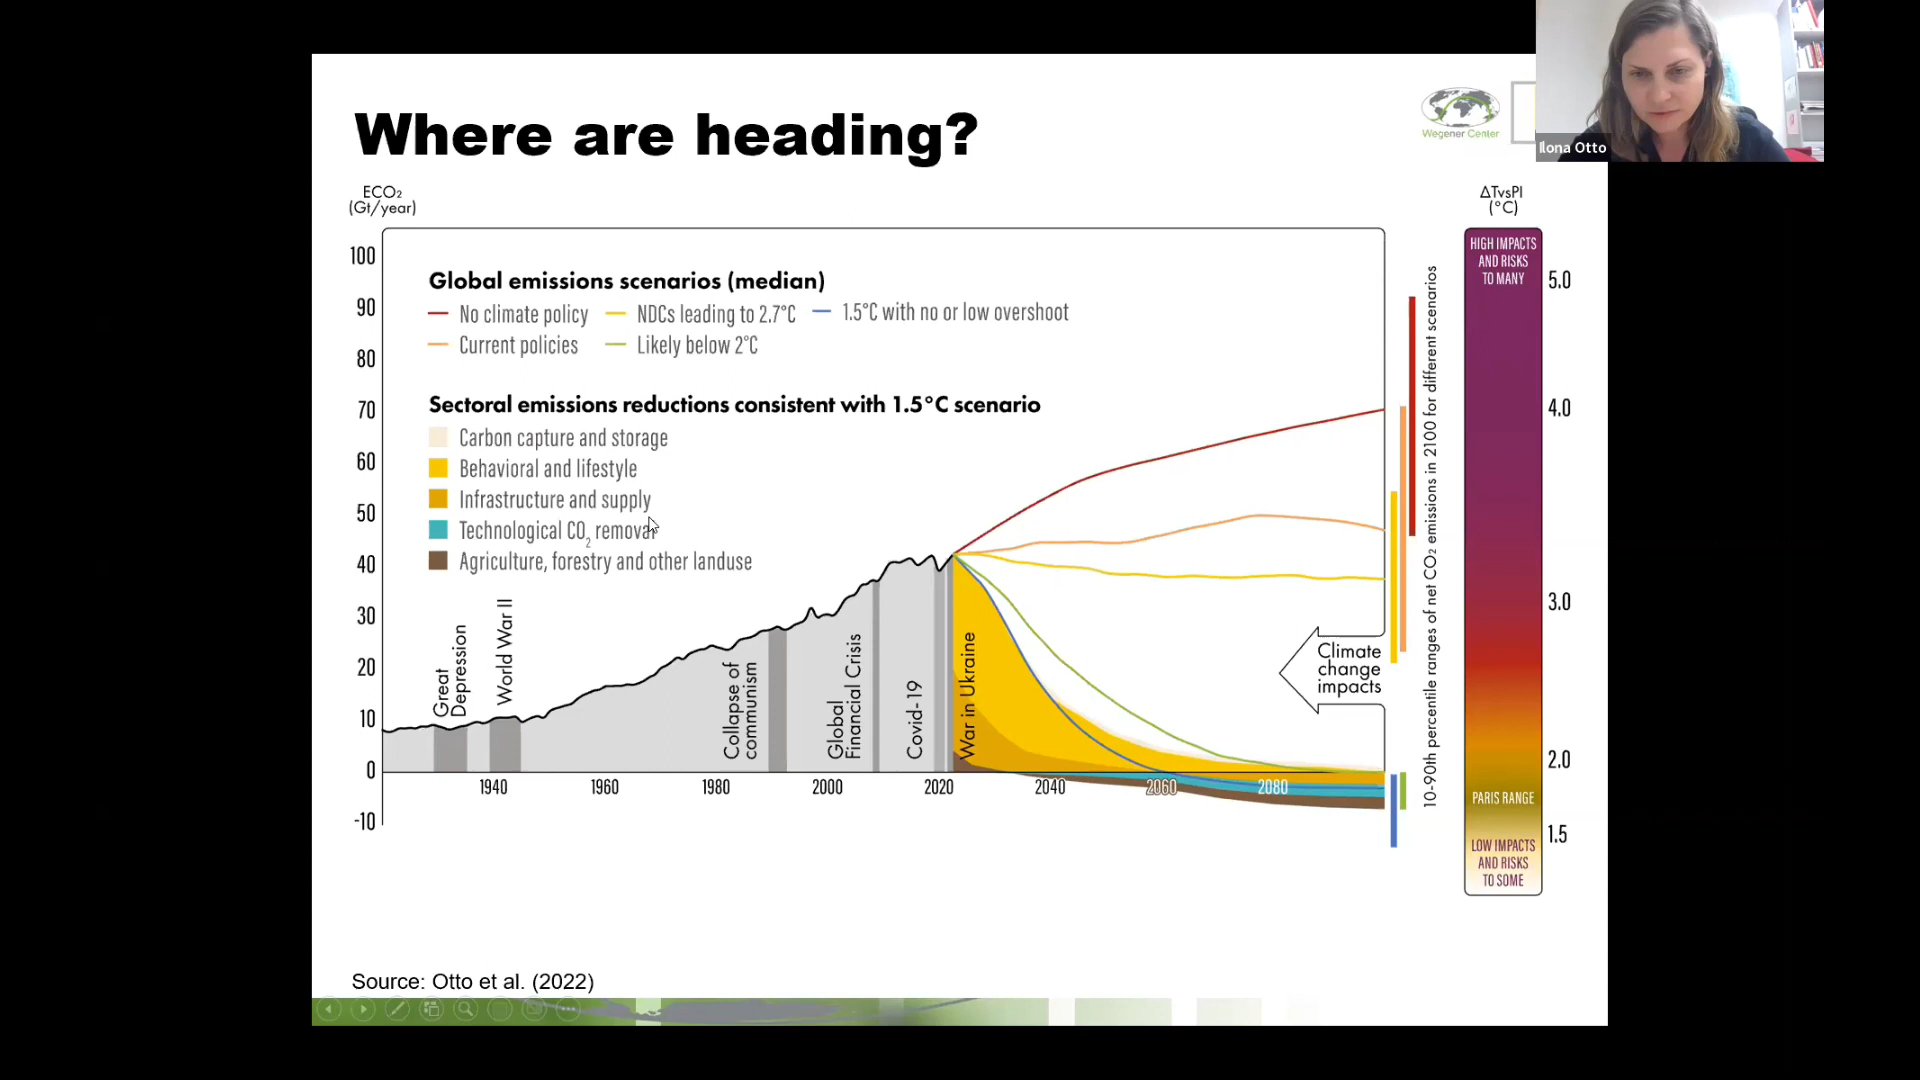 Where are heading?
Wegener Center
Ilona Otto
ECO₂
(Gt/year)
ΔTvsPI
(°C)
100
90
80
70
60
50
40
30
20
10
0
-10
Global emissions scenarios (median)
No climate policy
NDCs leading to 2.7°C
1.5°C with no or low overshoot
Current policies
Likely below 2°C
Sectoral emissions reductions consistent with 1.5°C scenario
Carbon capture and storage
Behavioral and lifestyle
Infrastructure and supply
Technological CO₂ removal
Agriculture, forestry and other landuse
Great
Depression
World War II
Collapse of
communism
Global
Financial Crisis
Covid-19
War in Ukraine
Climate
change
impacts
1940
1960
1980
2000
2020
2040
2060
2080
10-90th percentile ranges of net CO₂ emissions in 2100 for different scenarios
HIGH IMPACTS
AND RISKS
TO MANY
PARIS RANGE
LOW IMPACTS
AND RISKS
TO SOME
5.0
4.0
3.0
2.0
1.5
Source: Otto et al. (2022)